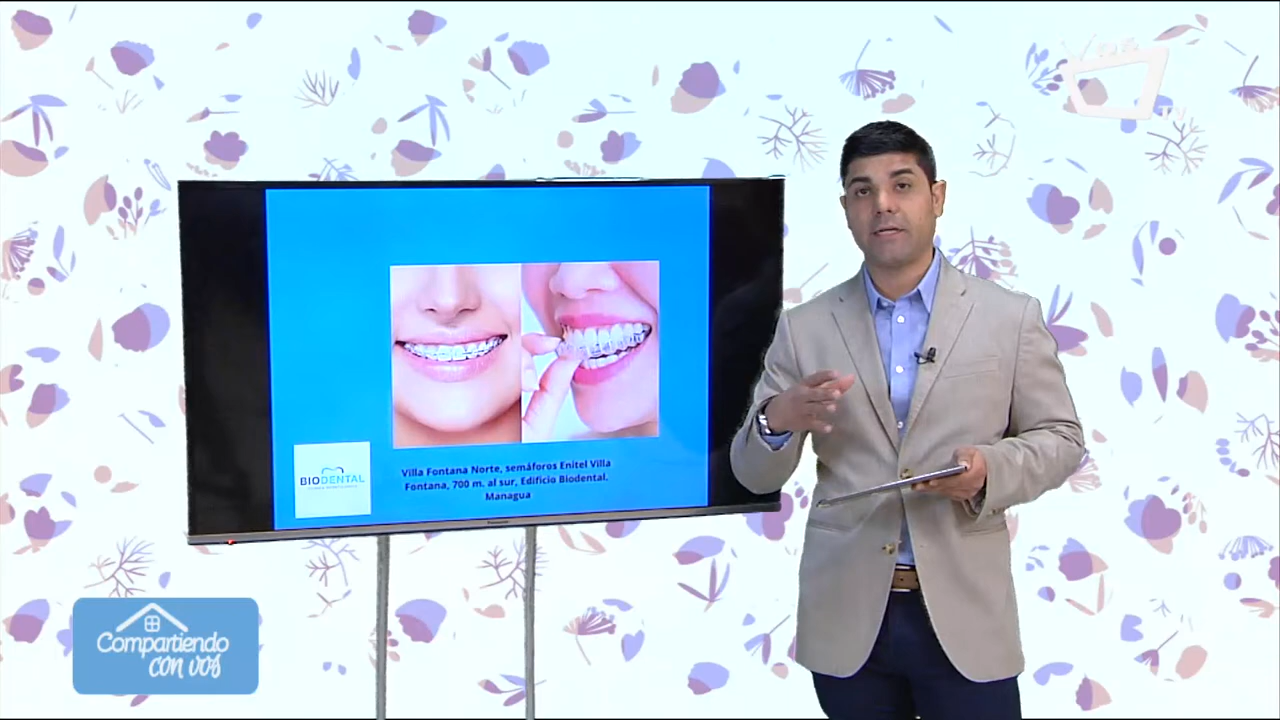 BIODENTAL
Villa Fontana Norte, semáforos Enitel Villa
Fontana, 700 m. al sur, Edificio Biodental.
Managua
Compartiendo
con vos